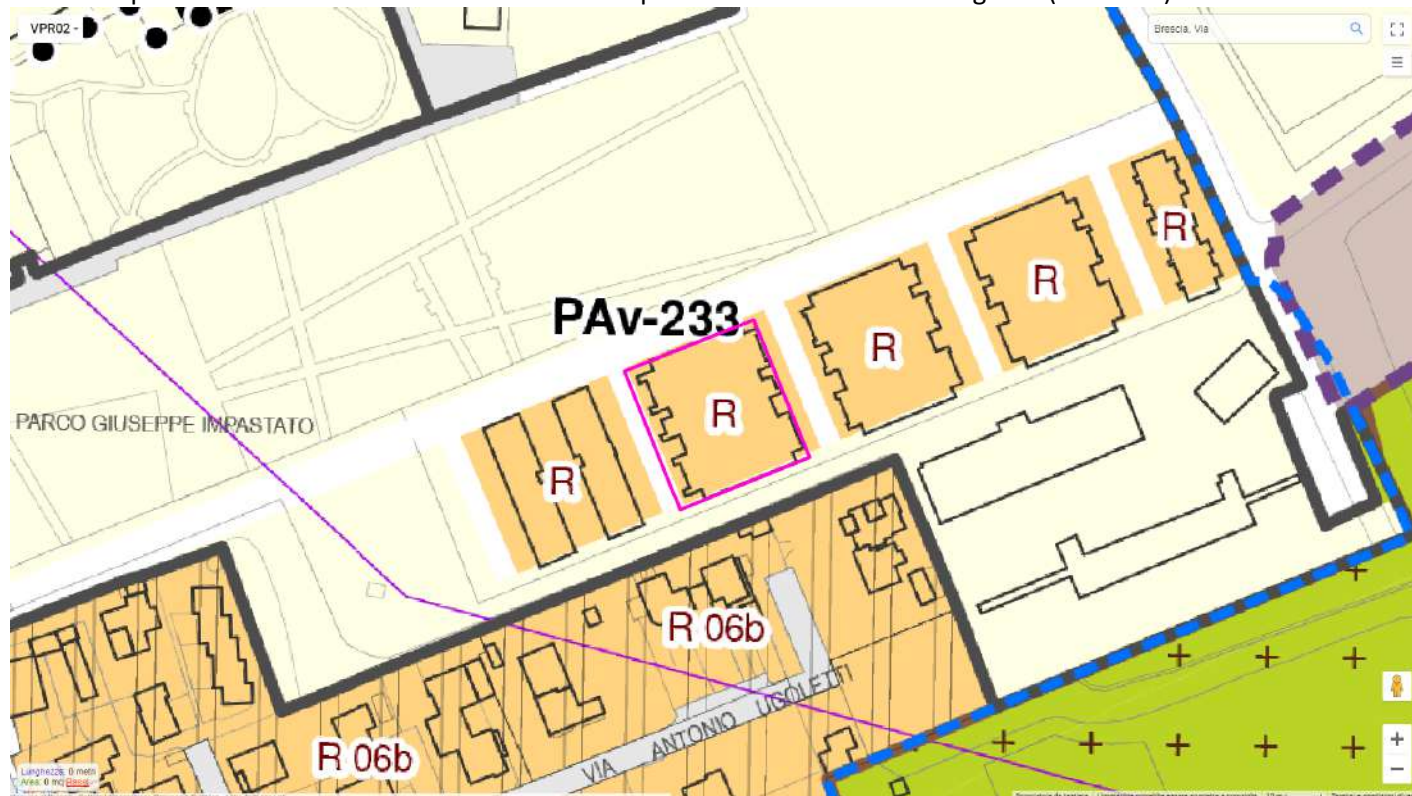 VPR02 -
Brescia, Via
PAv-233
R
R
R
R
R
PARCO GIUSEPPE IMPASTATO
R 06b
VIA ANTONIO UGOLETTI
R 06b
Lunghezza: 0 metri
Area: 0 mq Reset